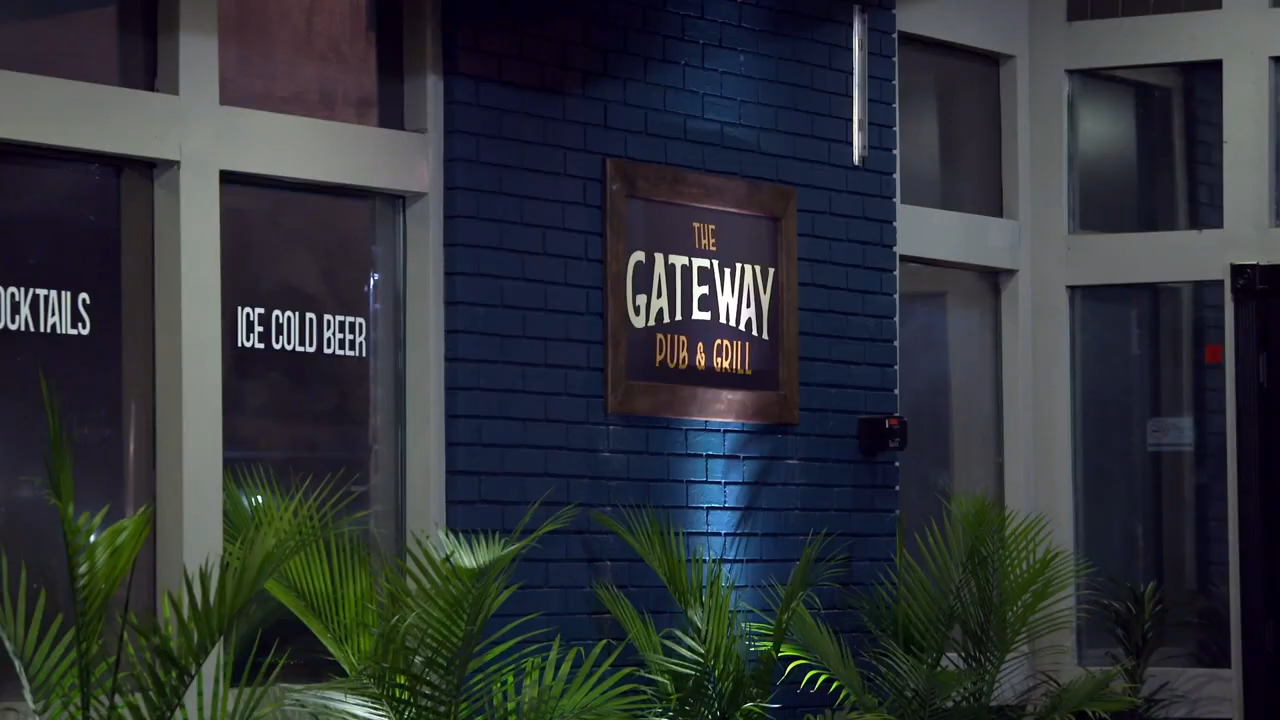 OCKTAILS
ICE COLD BEER
THE
GATEWAY
PUB & GRILL